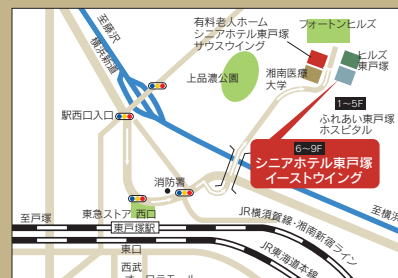 至藤沢
横浜新道
有料老人ホーム
シニアホテル東戸塚
サウスウイング
フォートンヒルズ
ヒルズ
東戸塚
上品濃公園
湘南医療
大学
駅西口入口
1～5F
ふれあい東戸塚
ホスピタル
6～9F
シニアホテル東戸塚
イーストウイング
消防署
至横浜
至戸塚
東急ストア 西口
東戸塚駅
JR横須賀線・湘南新宿ライン
JR東海道本線
東口
西武